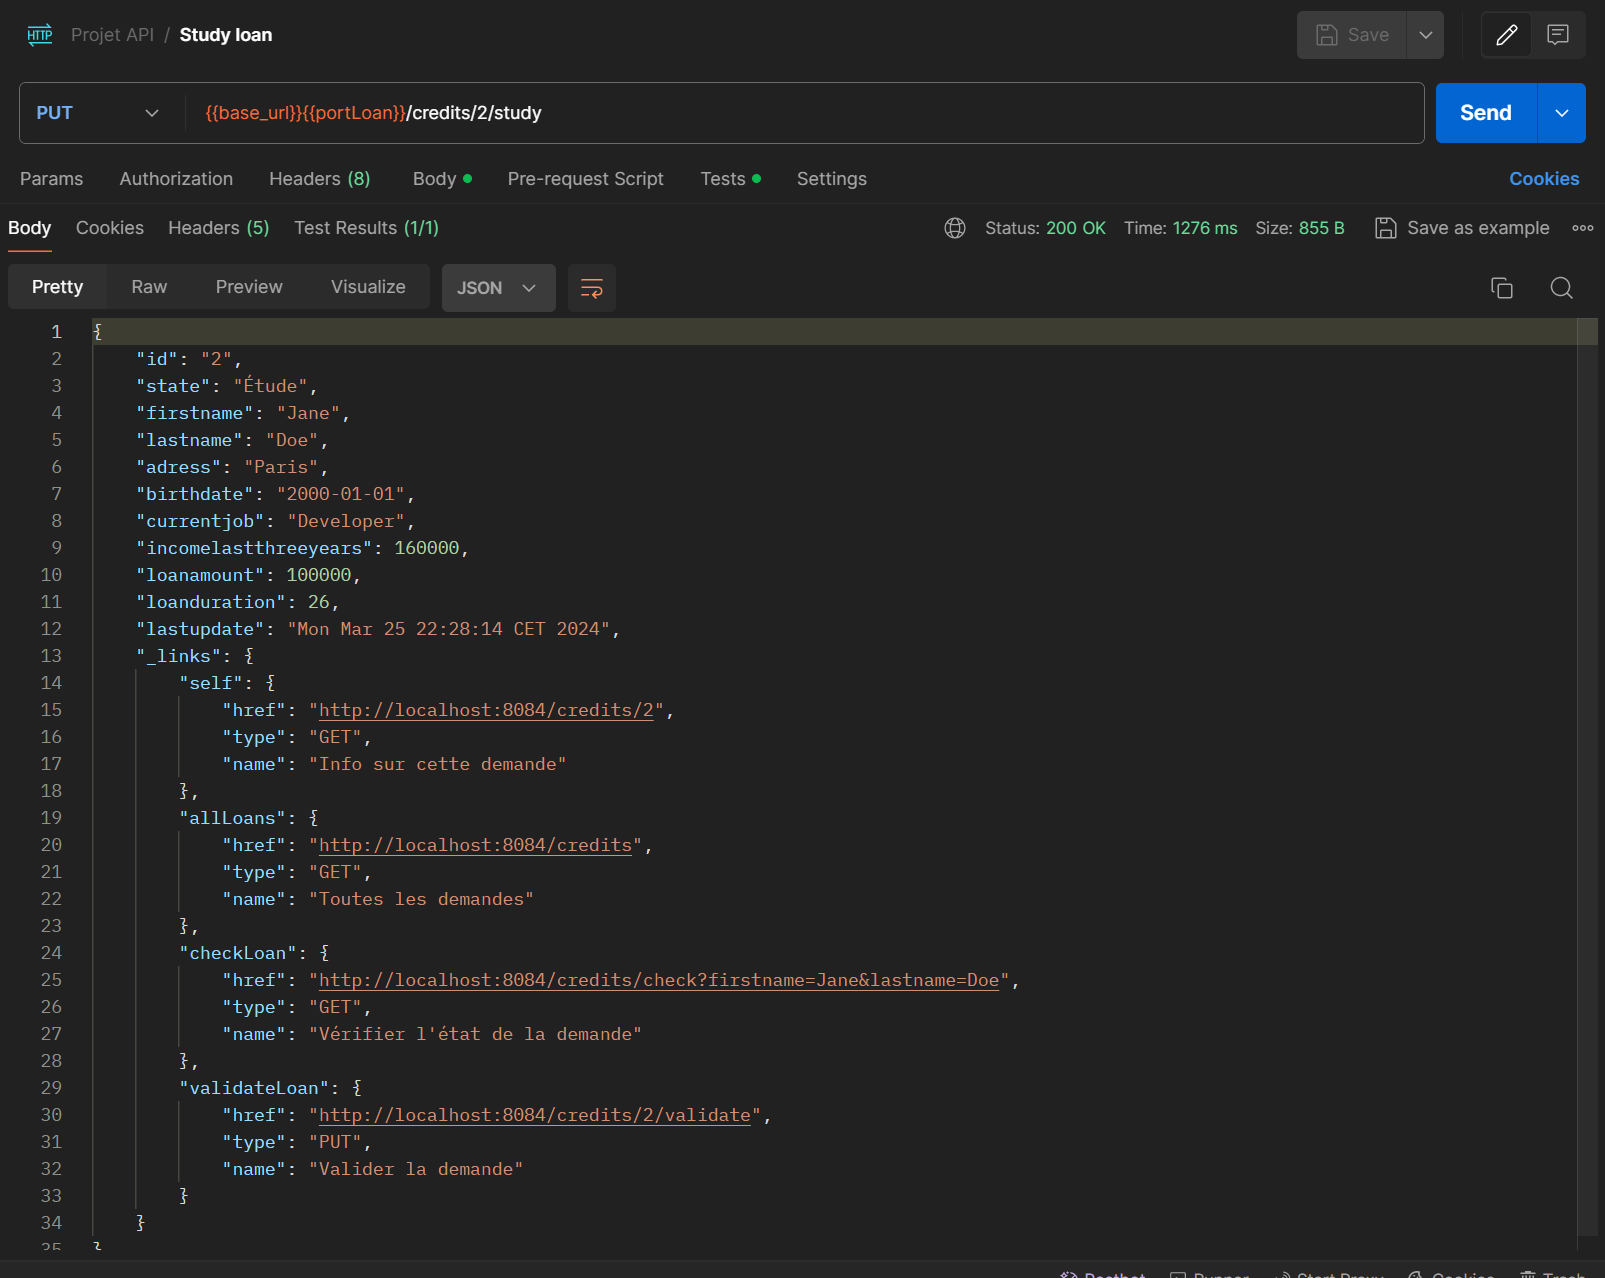 HTTP Projet API / Study loan Save
PUT {{base_url}}{{portLoan}}/credits/2/study Send
Params Authorization Headers (8) Body Pre-request Script Tests Settings Cookies
Body Cookies Headers (5) Test Results (1/1) Status: 200 OK Time: 1276 ms Size: 855 B Save as example
Pretty Raw Preview Visualize JSON
1 {
2 "id": "2",
3 "state": "Étude",
4 "firstname": "Jane",
5 "lastname": "Doe",
6 "adress": "Paris",
7 "birthdate": "2000-01-01",
8 "currentjob": "Developer",
9 "incomelastthreeyears": 160000,
10 "loanamount": 100000,
11 "loanduration": 26,
12 "lastupdate": "Mon Mar 25 22:28:14 CET 2024",
13 "_links": {
14 "self": {
15 "href": "http://localhost:8084/credits/2",
16 "type": "GET",
17 "name": "Info sur cette demande"
18 },
19 "allLoans": {
20 "href": "http://localhost:8084/credits",
21 "type": "GET",
22 "name": "Toutes les demandes"
23 },
24 "checkLoan": {
25 "href": "http://localhost:8084/credits/check?firstname=Jane&lastname=Doe",
26 "type": "GET",
27 "name": "Vérifier l'état de la demande"
28 },
29 "validateLoan": {
30 "href": "http://localhost:8084/credits/2/validate",
31 "type": "PUT",
32 "name": "Valider la demande"
33 }
34 }
35 }
Postbot Runner Start Proxy Cookies Trash